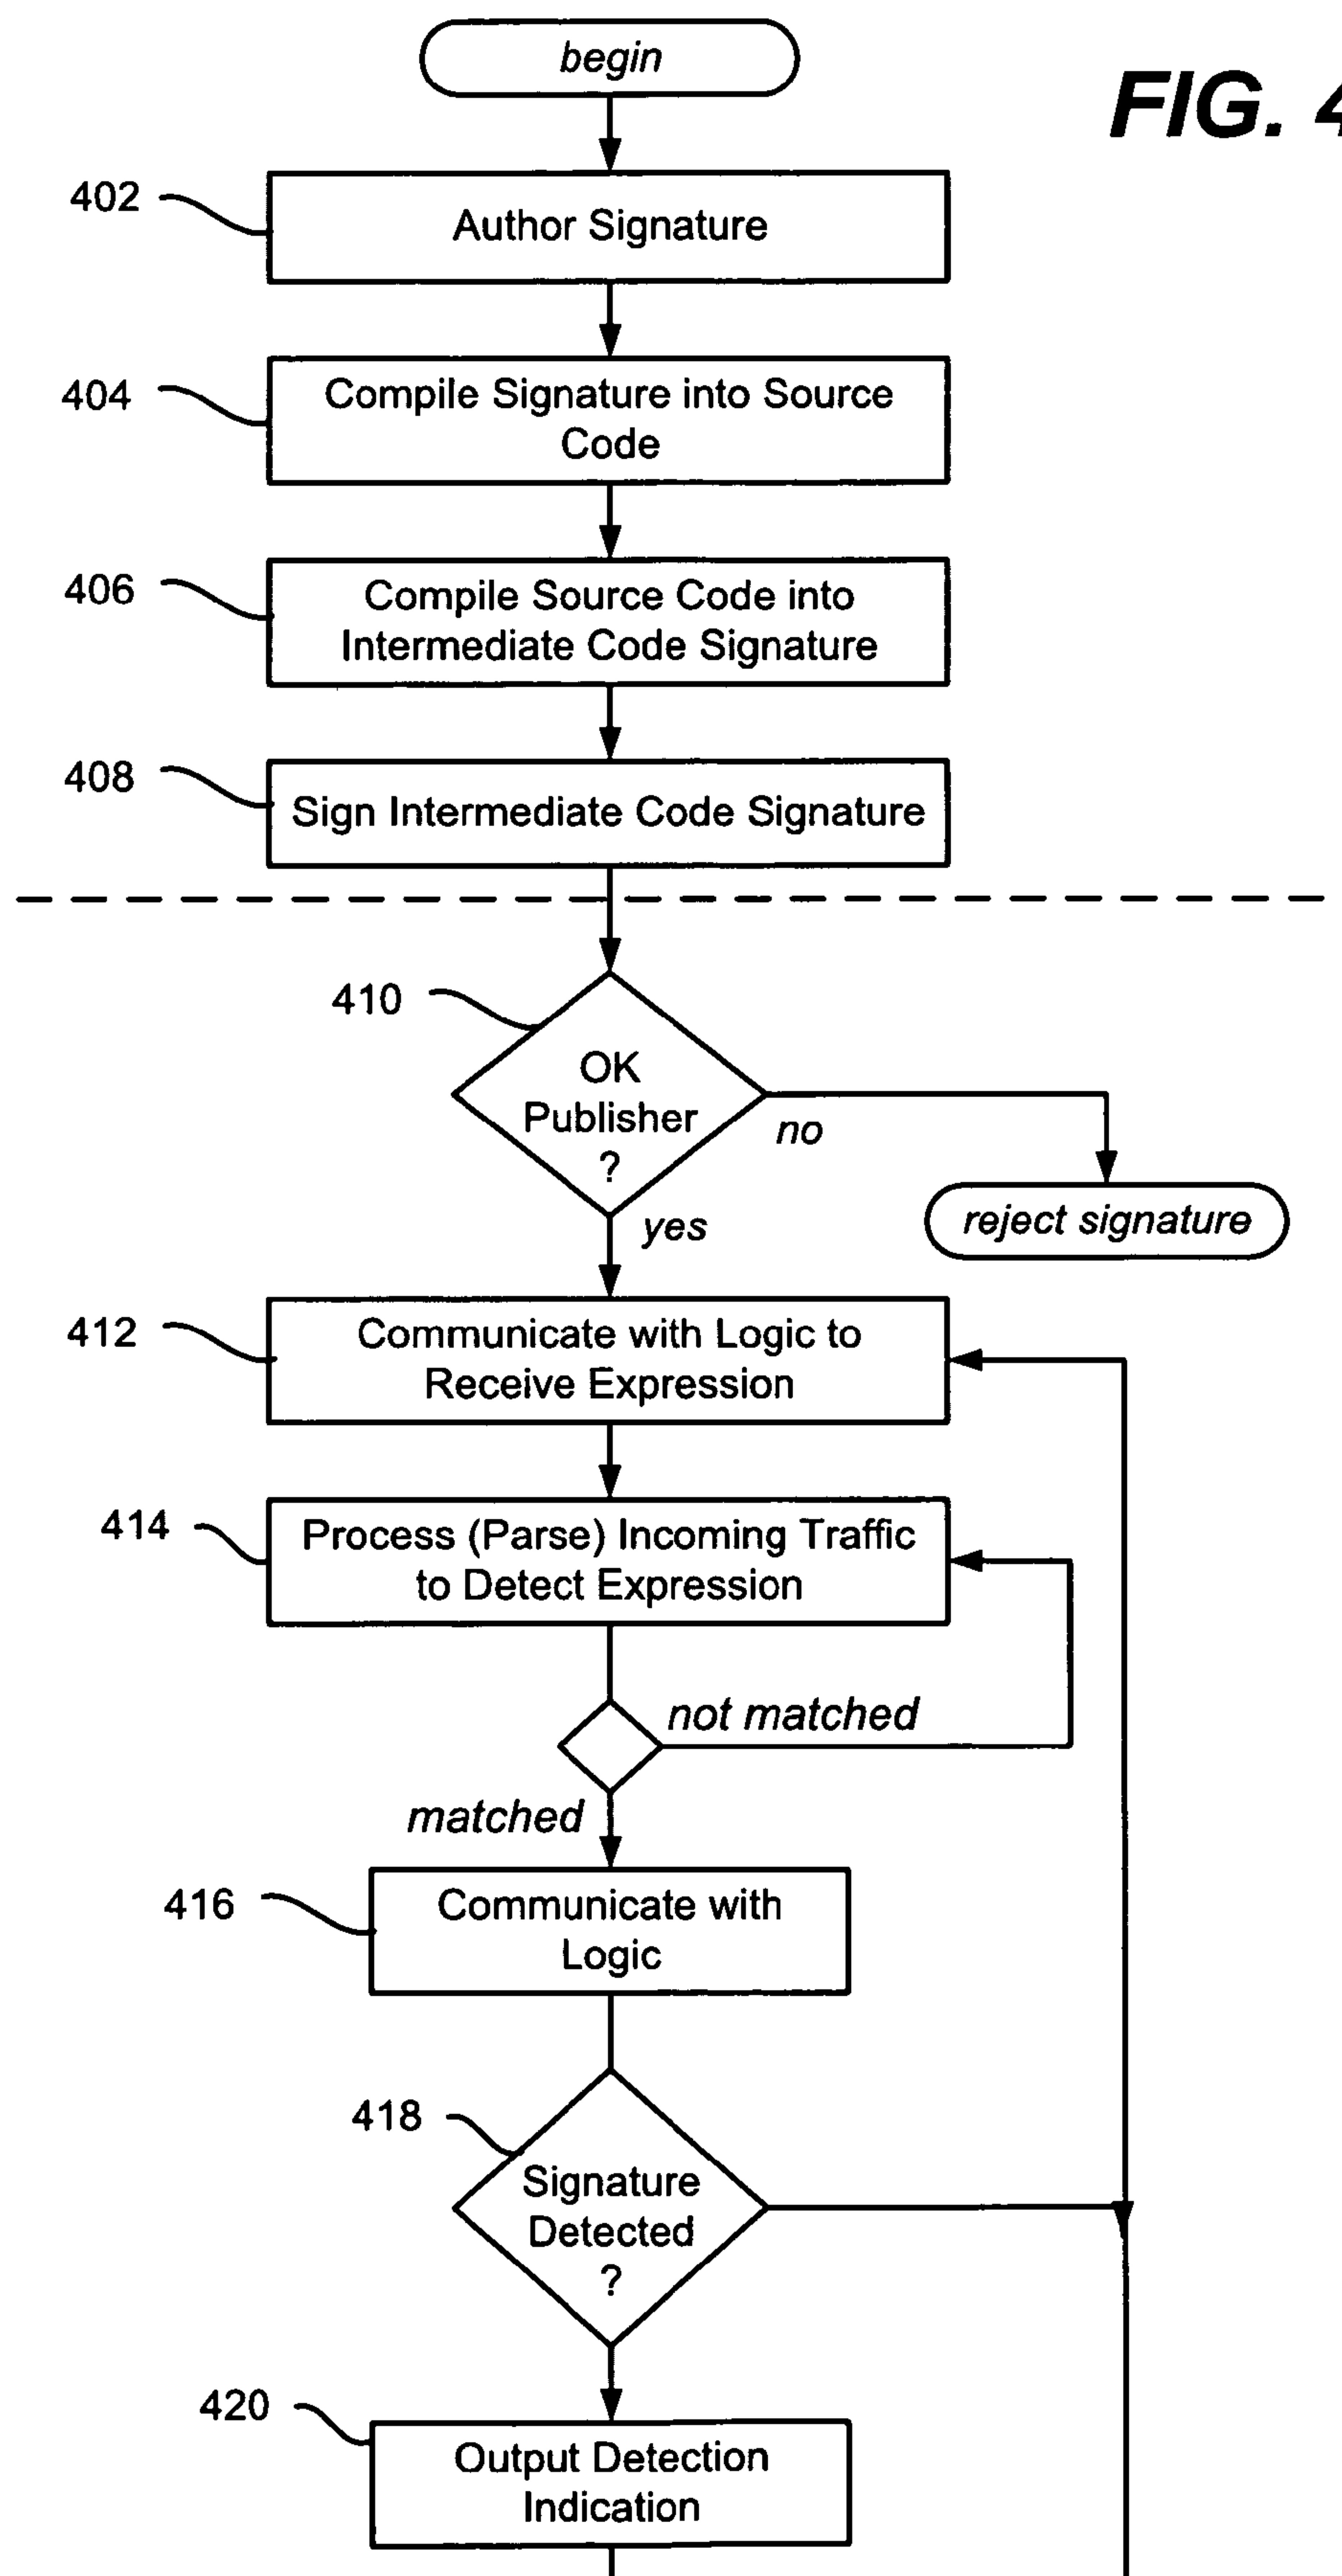 begin
FIG. 4
402
Author Signature
404
Compile Signature into Source
Code
406
Compile Source Code into
Intermediate Code Signature
408
Sign Intermediate Code Signature
410
OK
Publisher
?
no
yes
reject signature
412
Communicate with Logic to
Receive Expression
414
Process (Parse) Incoming Traffic
to Detect Expression
not matched
matched
416
Communicate with
Logic
418
Signature
Detected
?
420
Output Detection
Indication